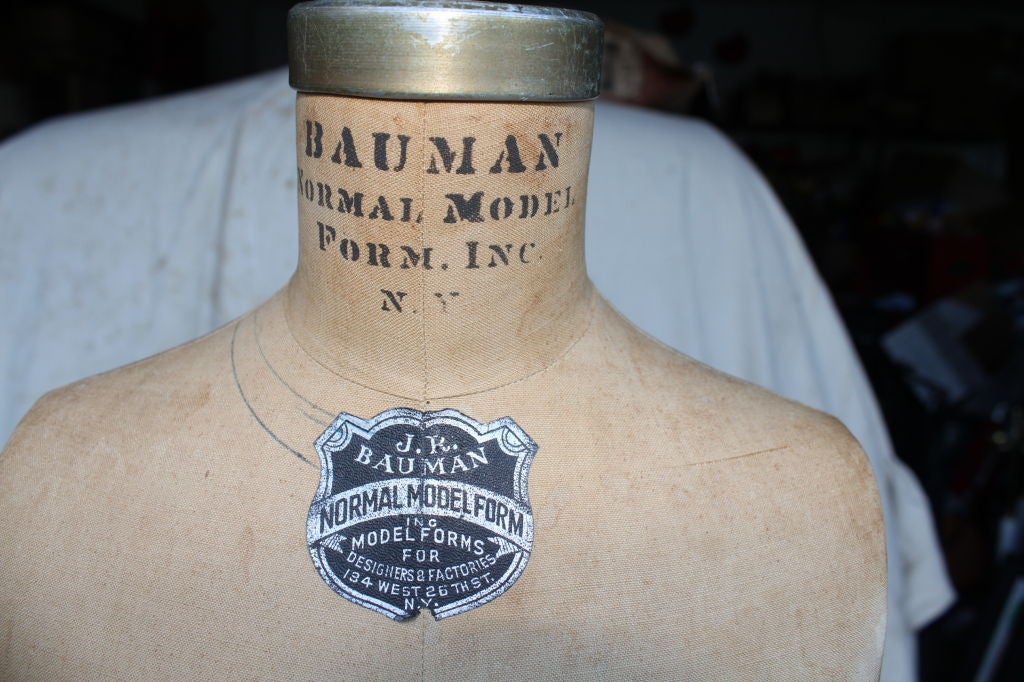 BAUMAN
NORMAL MODEL
FORM, INC.
N.Y
J.R.
BAUMAN
NORMAL MODEL FORM
INC
MODEL FORMS
FOR
DESIGNERS & FACTORIES
134 WEST 26TH ST.
N.Y.